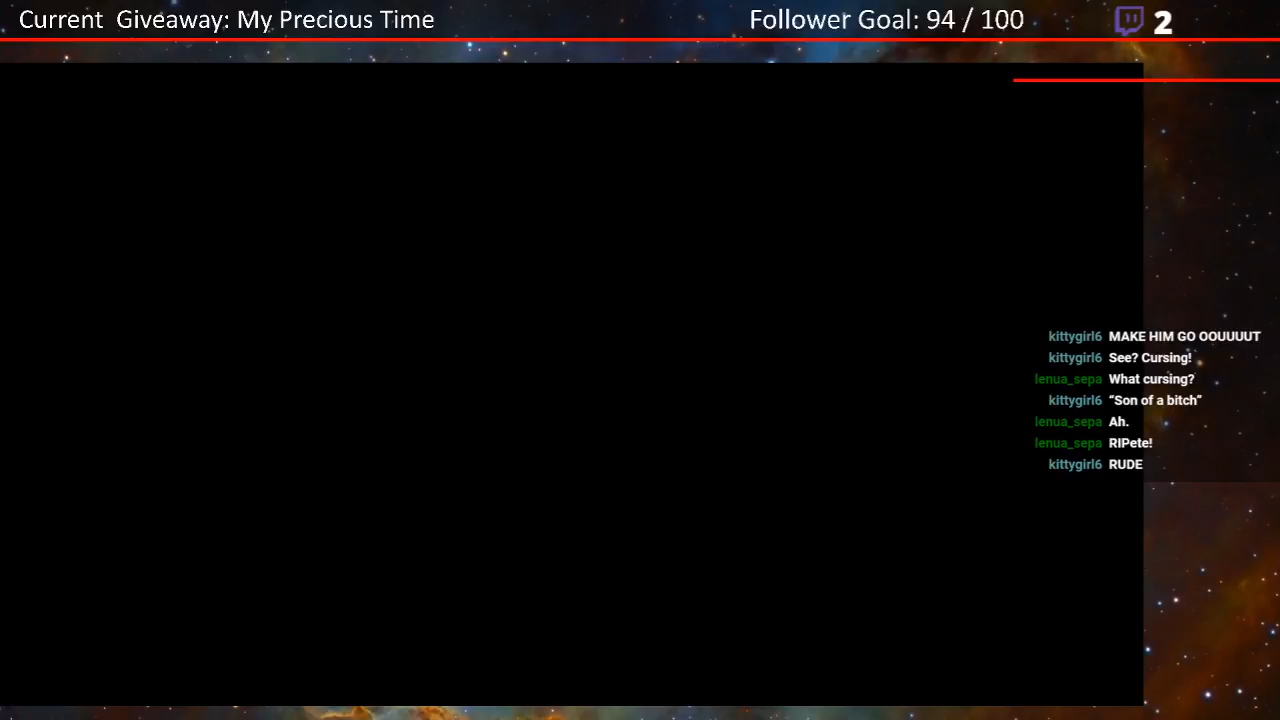 Current  Giveaway: My Precious Time
Follower Goal: 94 / 100
2
kittygirl6 MAKE HIM GO OOUUUUT
kittygirl6 See? Cursing!
lenua_sepa What cursing?
kittygirl6 “Son of a bitch”
lenua_sepa Ah.
lenua_sepa RIPete!
kittygirl6 RUDE